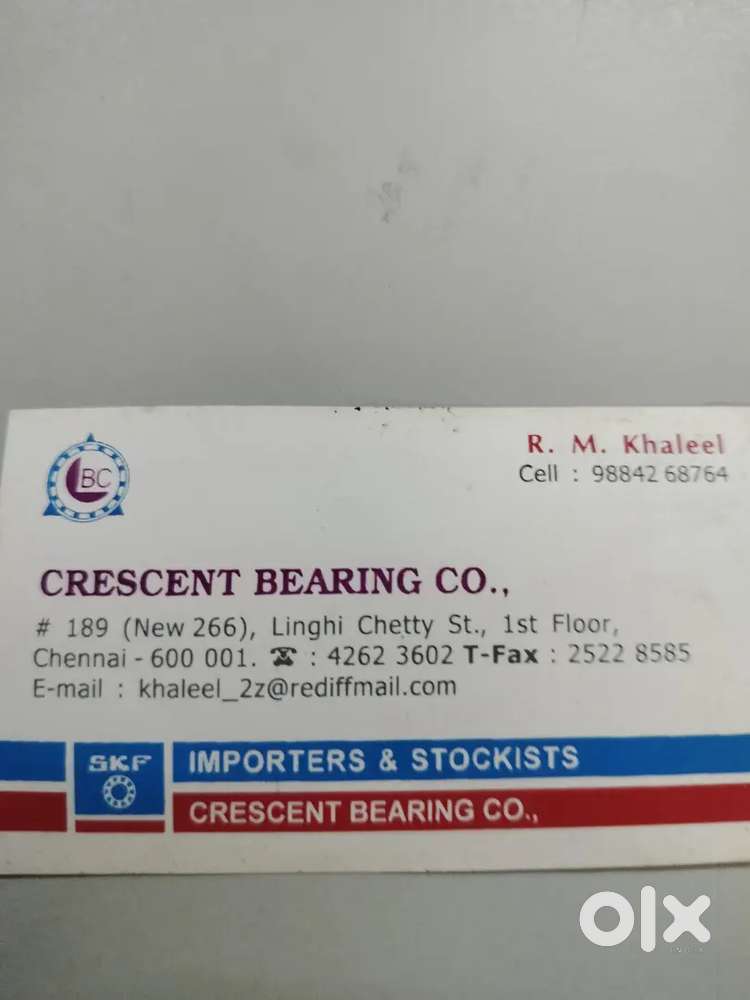 BC
R. M. Khaleel
Cell : 98842 68764
CRESCENT BEARING CO.,
# 189 (New 266), Linghi Chetty St., 1st Floor,
Chennai - 600 001. ☎ : 4262 3602 T-Fax : 2522 8585
E-mail : khaleel_2z@rediffmail.com
SKF
IMPORTERS & STOCKISTS
CRESCENT BEARING CO.,
olx